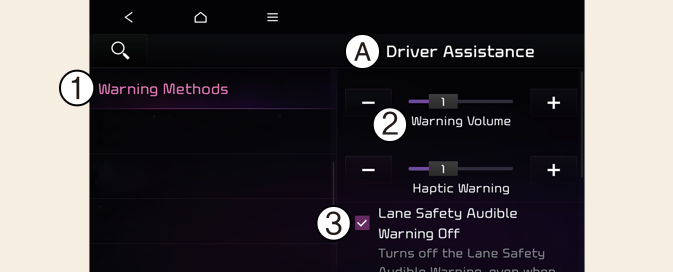 A Driver Assistance
1 Warning Methods
1
2 Warning Volume
1
Haptic Warning
3 Lane Safety Audible
Warning Off
Turns off the Lane Safety
Audible Warning, even when